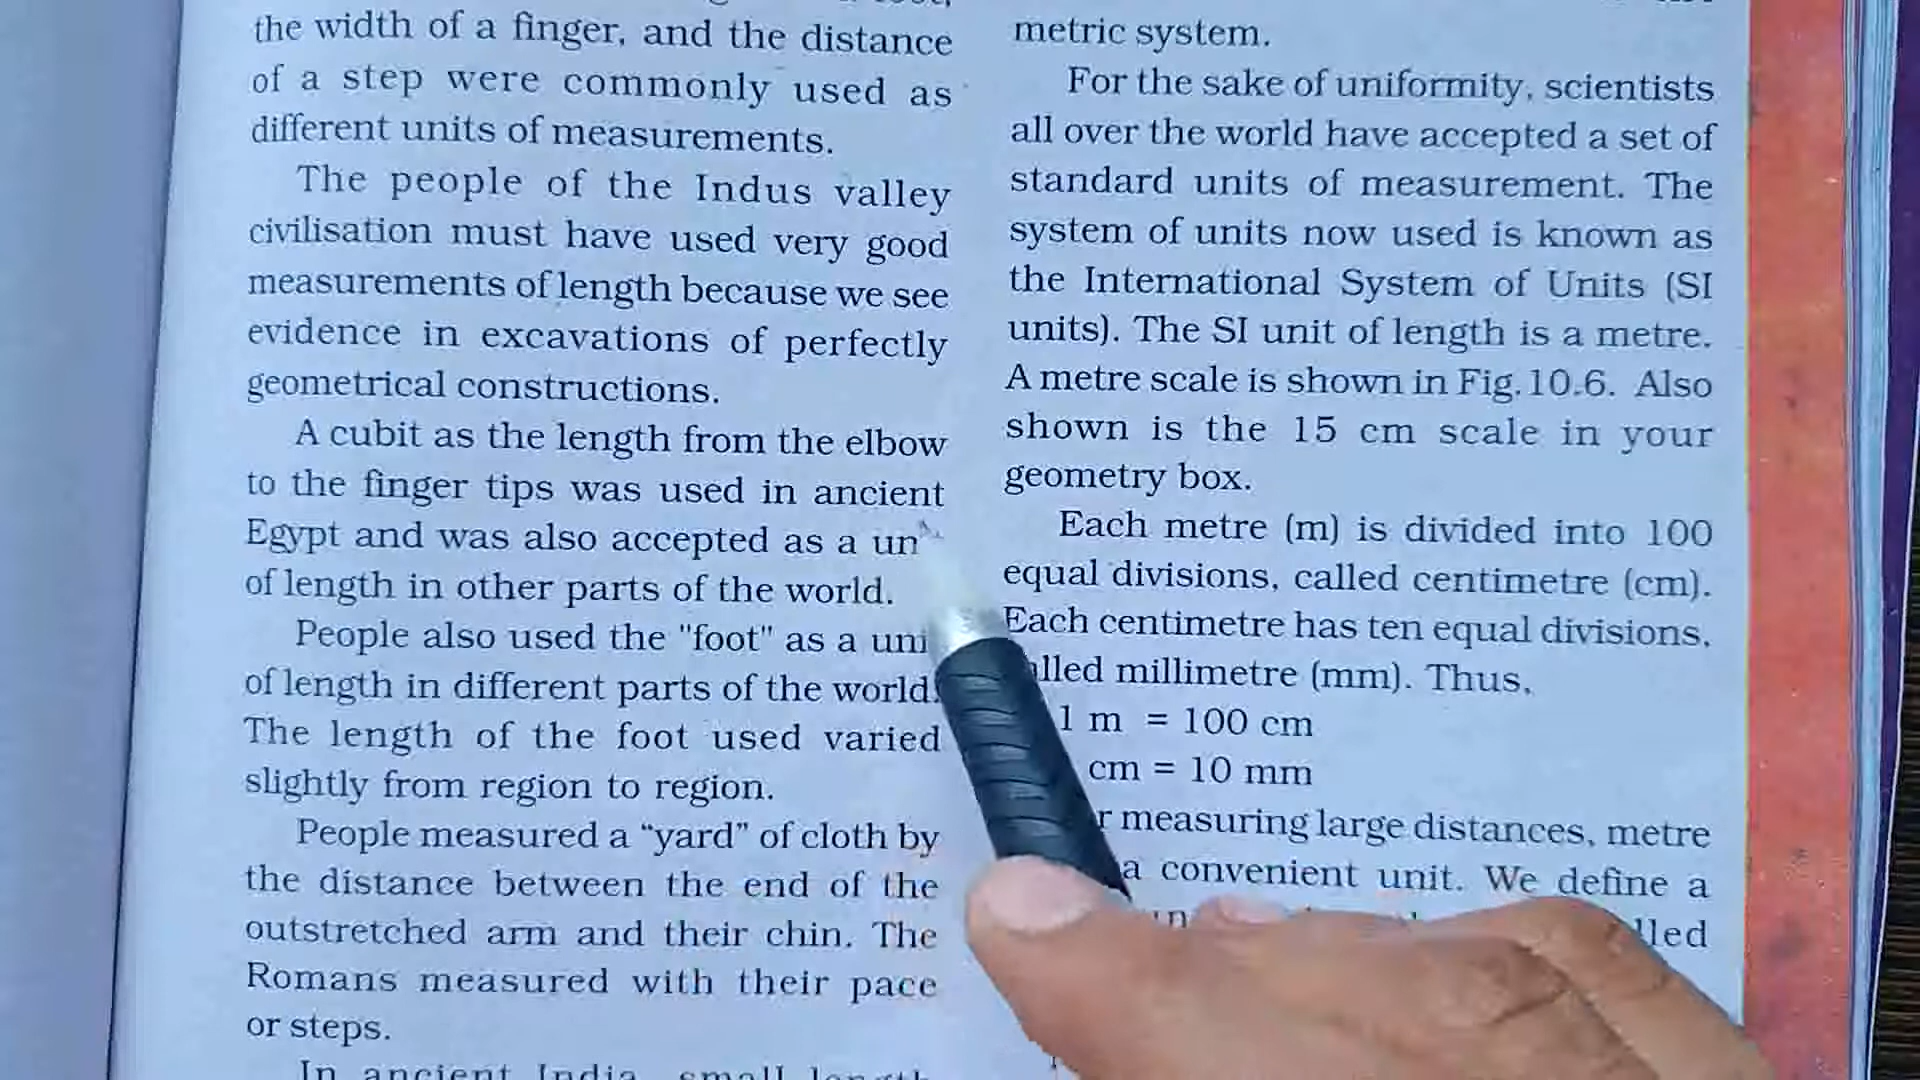 the width of a finger, and the distance
of a step were commonly used as
different units of measurements.
The people of the Indus valley
civilisation must have used very good
measurements of length because we see
evidence in excavations of perfectly
geometrical constructions.
A cubit as the length from the elbow
to the finger tips was used in ancient
Egypt and was also accepted as a
of length in other parts of the world.
People also used the "foot" as a
of length in different parts of the world.
The length of the foot used varied
slightly from region to region.
People measured a “yard” of cloth by
the distance between the end of the
outstretched arm and their chin. The
Romans measured with their pace
or steps.
In ancient India, small length
metric system.
For the sake of uniformity, scientists
all over the world have accepted a set of
standard units of measurement. The
system of units now used is known as
the International System of Units (SI
units). The SI unit of length is a metre.
A metre scale is shown in Fig.10.6. Also
shown is the 15 cm scale in your
geometry box.
Each metre (m) is divided into 100
equal divisions, called centimetre (cm).
Each centimetre has ten equal divisions,
millimetre (mm). Thus,
1 m = 100 cm
cm = 10 mm
measuring large distances, metre
a convenient unit. We define a